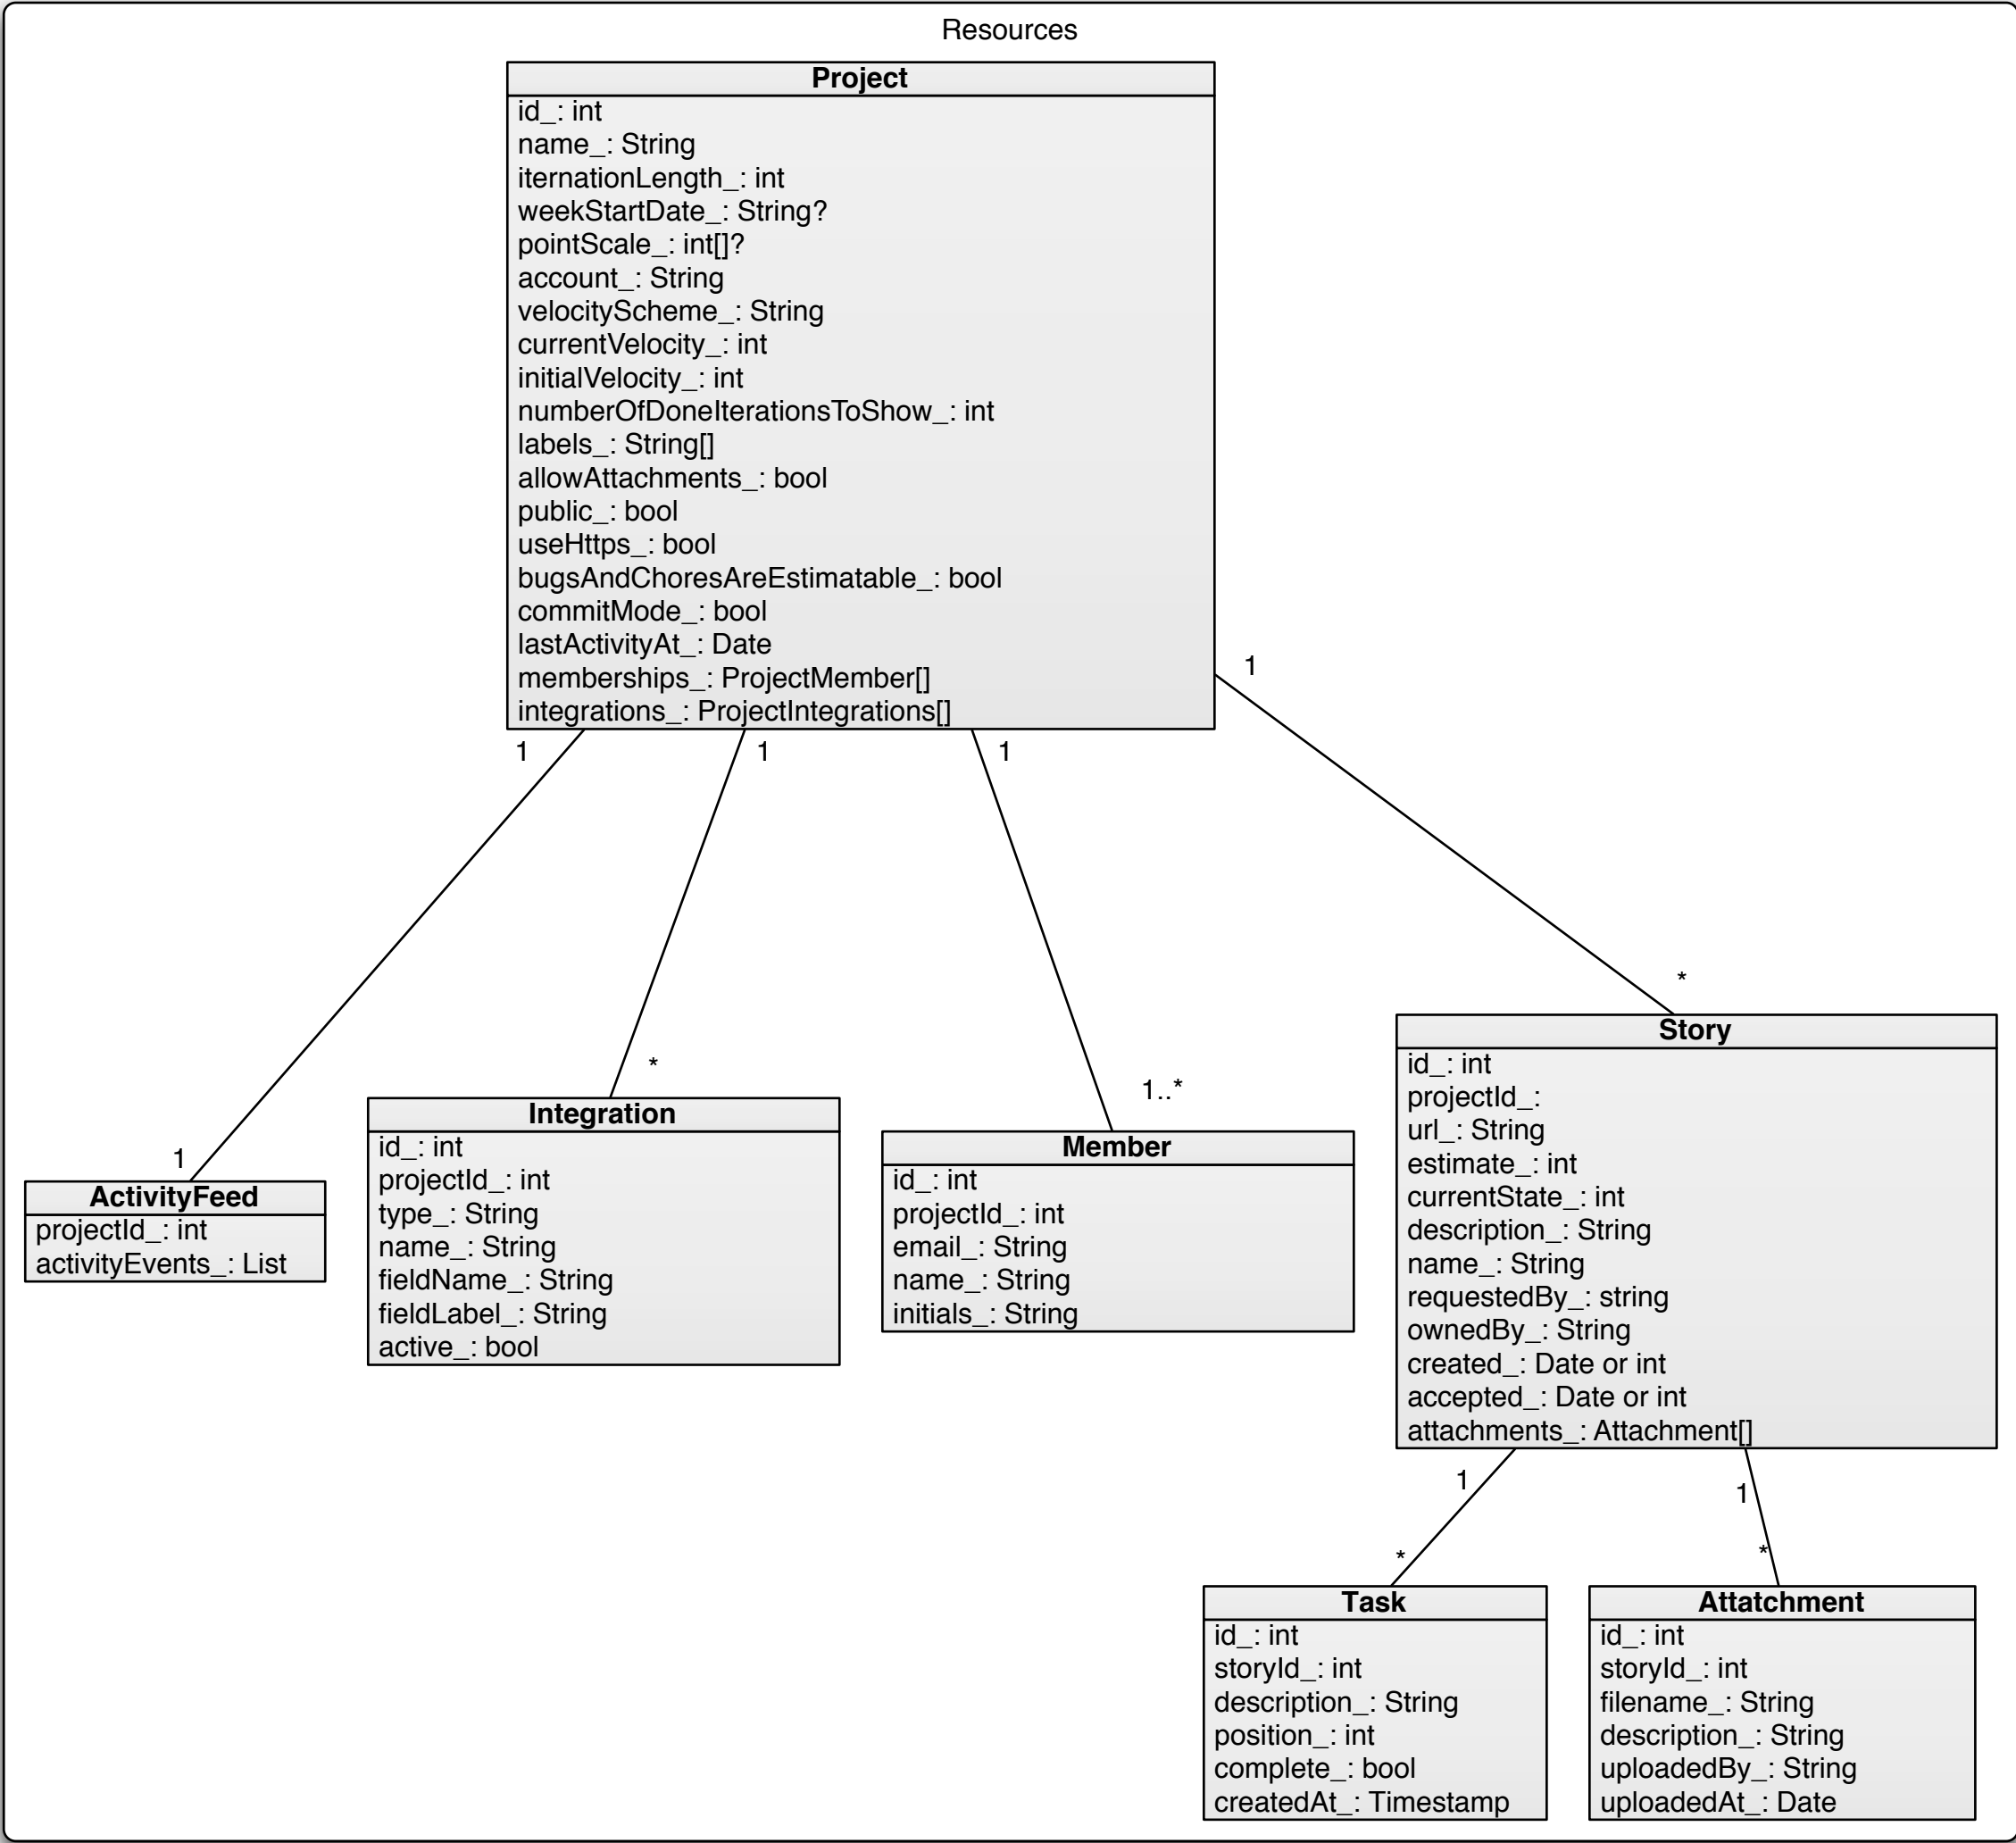 Resources
Project
id_: int
name_: String
iternationLength_: int
weekStartDate_: String?
pointScale_: int[]?
account_: String
velocityScheme_: String
currentVelocity_: int
initialVelocity_: int
numberOfDoneIterationsToShow_: int
labels_: String[]
allowAttachments_: bool
public_: bool
useHttps_: bool
bugsAndChoresAreEstimatable_: bool
commitMode_: bool
lastActivityAt_: Date
memberships_: ProjectMember[]
integrations_: ProjectIntegrations[]
1
1
1
1
1
*
1..*
*
ActivityFeed
projectId_: int
activityEvents_: List
Integration
id_: int
projectId_: int
type_: String
name_: String
fieldName_: String
fieldLabel_: String
active_: bool
Member
id_: int
projectId_: int
email_: String
name_: String
initials_: String
Story
id_: int
projectId_:
url_: String
estimate_: int
currentState_: int
description_: String
name_: String
requestedBy_: string
ownedBy_: String
created_: Date or int
accepted_: Date or int
attachments_: Attachment[]
1
1
*
*
Task
id_: int
storyId_: int
description_: String
position_: int
complete_: bool
createdAt_: Timestamp
Attatchment
id_: int
storyId_: int
filename_: String
description_: String
uploadedBy_: String
uploadedAt_: Date